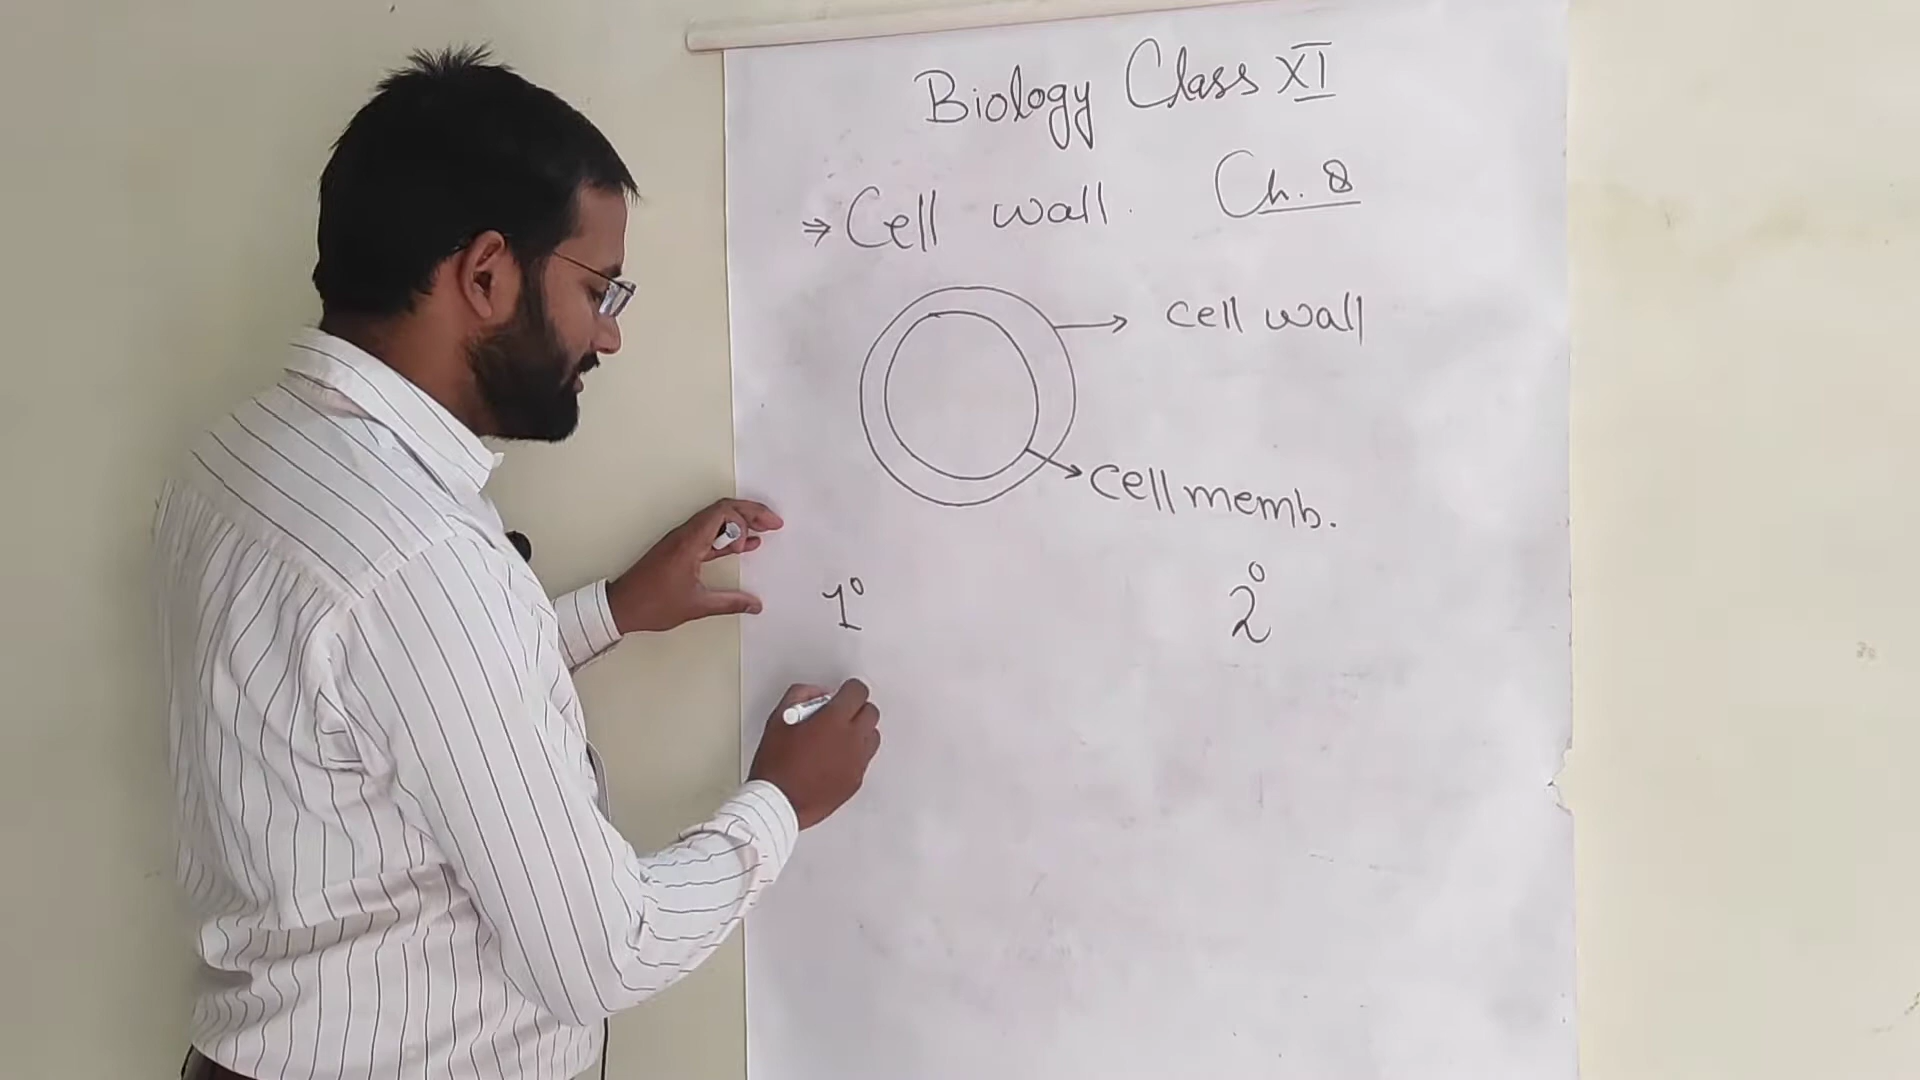 Biology Class XI
Ch. 8
⇒ Cell wall.
cell wall
cell memb.
1° 2°